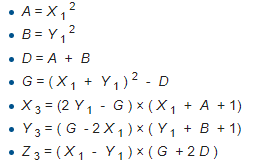 • A = X₁²
• B = Y₁²
• D = A + B
• G = ( X₁ + Y₁ )² - D
• X₃ = (2 Y₁ - G ) × ( X₁ + A + 1)
• Y₃ = ( G - 2 X₁ ) × ( Y₁ + B + 1)
• Z₃ = ( X₁ - Y₁ ) × ( G + 2 D )